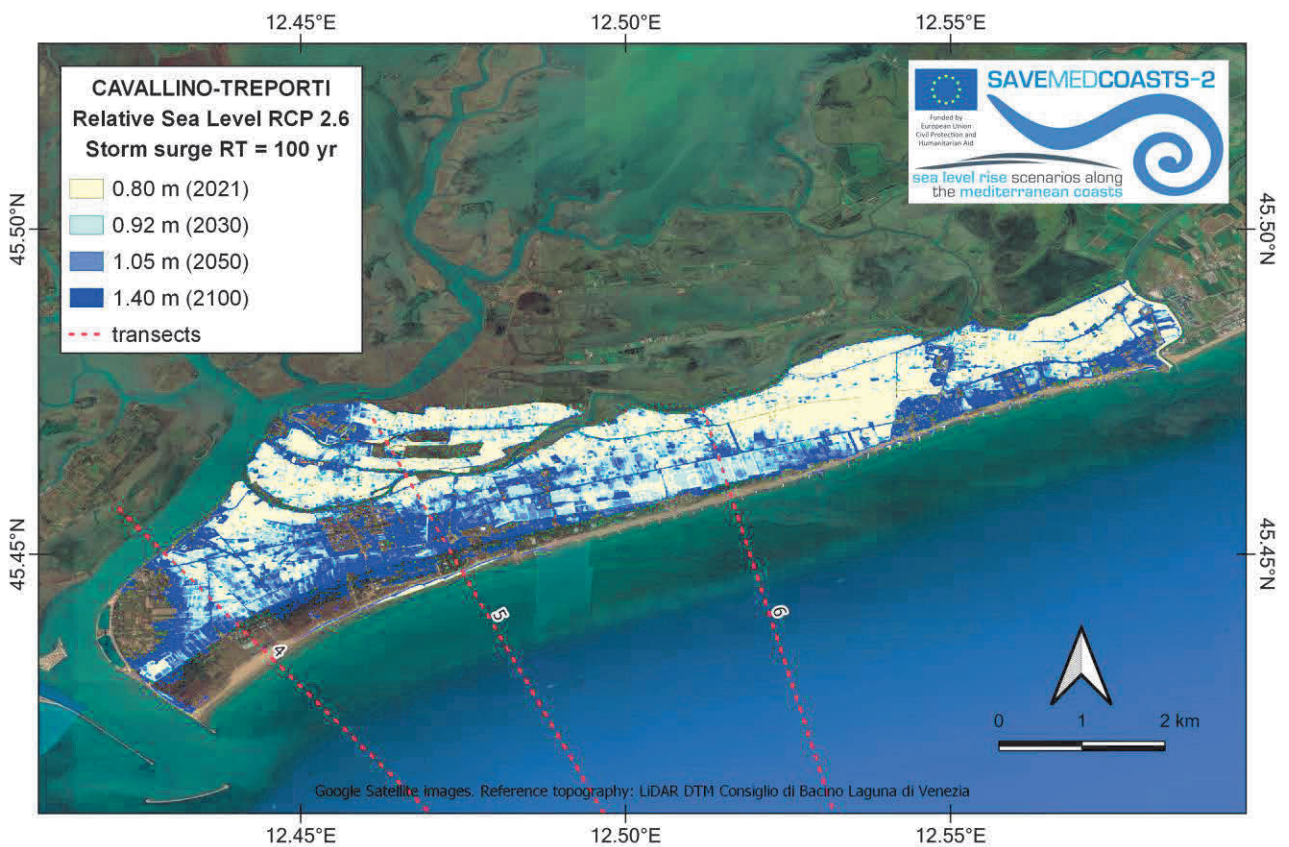 12.45°E
12.50°E
12.55°E
CAVALLINO-TREPORTI
Relative Sea Level RCP 2.6
Storm surge RT = 100 yr
0.80 m (2021)
0.92 m (2030)
1.05 m (2050)
1.40 m (2100)
transects
SAVEMEDCOASTS-2
Funded by
European Union
Civil Protection and
Humanitarian Aid
sea level rise scenarios along
the mediterranean coasts
45.50°N
45.50°N
45.45°N
45.45°N
4
5
6
0 1 2 km
Google Satellite images. Reference topography: LiDAR DTM Consiglio di Bacino Laguna di Venezia
12.45°E
12.50°E
12.55°E